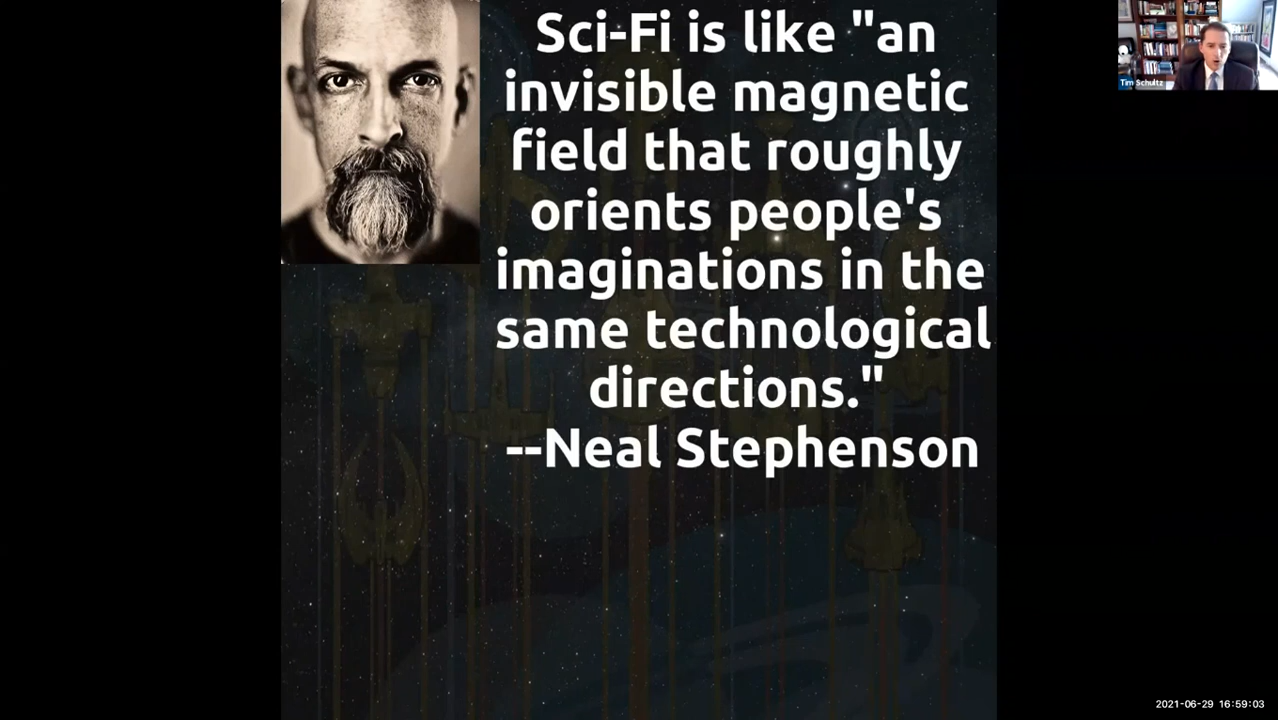 Sci-Fi is like "an
invisible magnetic
field that roughly
orients people's
imaginations in the
same technological
directions."
--Neal Stephenson
Tim Schultz
2021-06-29 16:59:03